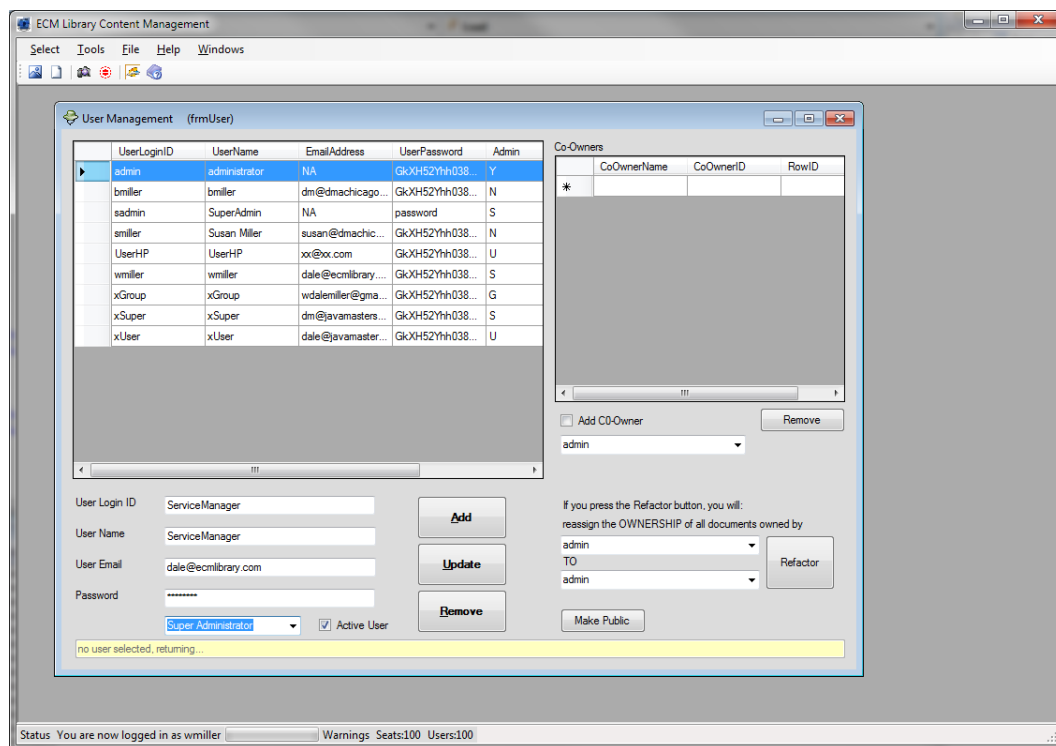 ECM Library Content Management
Select Tools File Help Windows
User Management (frmUser)
UserLoginID UserName EmailAddress UserPassword Admin
admin administrator NA GkXH52Yhh038... Y
bmiller bmiller dm@dmachicago... GkXH52Yhh038... N
sadmin SuperAdmin NA password S
smiller Susan Miller susan@dmachic... GkXH52Yhh038... N
UserHP UserHP xx@xx.com GkXH52Yhh038... U
wmiller wmiller dale@ecmlibrary.... GkXH52Yhh038... S
xGroup xGroup wdalemiller@gma... GkXH52Yhh038... G
xSuper xSuper dm@javamasters... GkXH52Yhh038... S
xUser xUser dale@javamaster... GkXH52Yhh038... U
Co-Owners
CoOwnerName CoOwnerID RowID
Add C0-Owner Remove
admin
User Login ID ServiceManager
User Name ServiceManager
User Email dale@ecmlibrary.com
Password ********
Super Administrator Active User
Add
Update
Remove
If you press the Refactor button, you will:
reassign the OWNERSHIP of all documents owned by
admin
TO
admin
Refactor
Make Public
no user selected, returning...
Status You are now logged in as wmiller Warnings Seats:100 Users:100